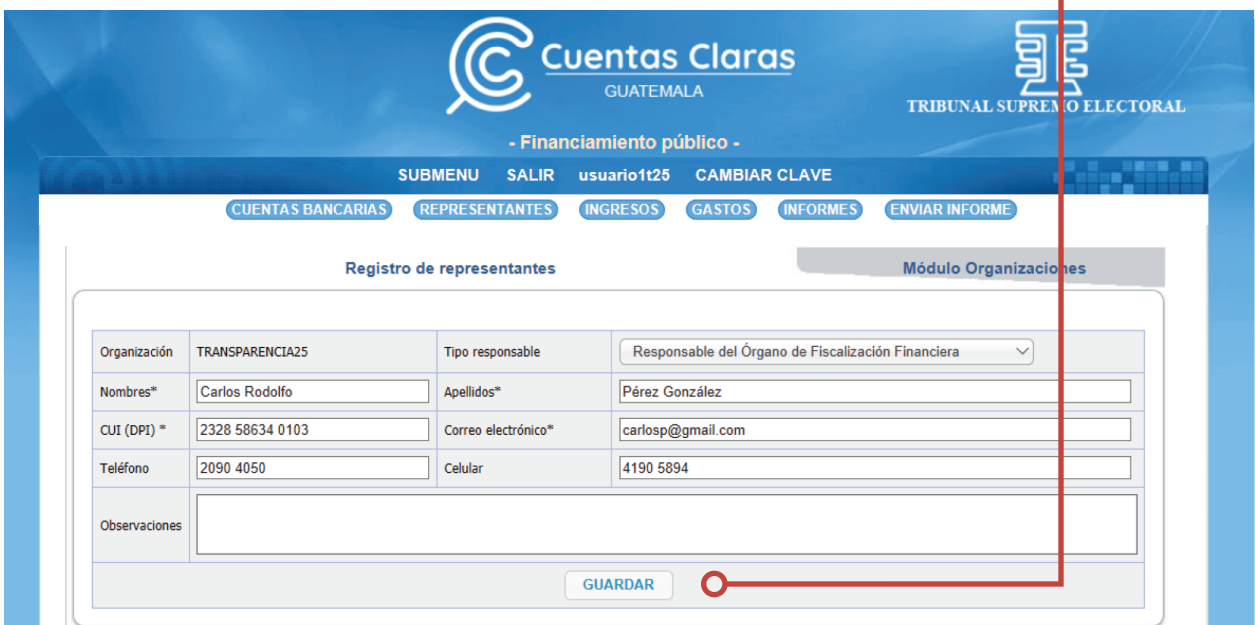 Cuentas Claras
GUATEMALA
TRIBUNAL SUPREMO ELECTORAL
- Financiamiento público -
SUBMENU SALIR usuario1t25 CAMBIAR CLAVE
CUENTAS BANCARIAS REPRESENTANTES INGRESOS GASTOS INFORMES ENVIAR INFORME
Registro de representantes Módulo Organizaciones
Organización TRANSPARENCIA25 Tipo responsable Responsable del Órgano de Fiscalización Financiera
Nombres* Carlos Rodolfo Apellidos* Pérez González
CUI (DPI) * 2328 58634 0103 Correo electrónico* carlosp@gmail.com
Teléfono 2090 4050 Celular 4190 5894
Observaciones
GUARDAR